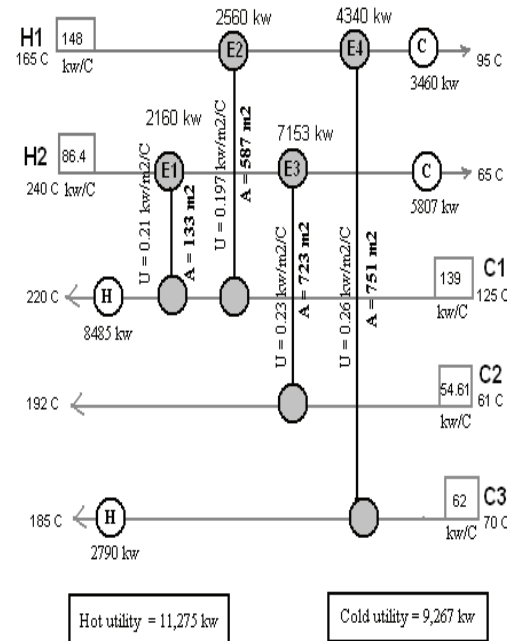 2560 kw
4340 kw
H1
148
165 C
kw/C
E2
E4
C
95 C
3460 kw
2160 kw
7153 kw
H2
86.4
240 C
kw/C
E1
E3
C
65 C
5807 kw
U = 0.21 kw/m2/C
A = 133 m2
U = 0.197 kw/m2/C
A = 587 m2
U = 0.23 kw/m2/C
A = 723 m2
U = 0.26 kw/m2/C
A = 751 m2
220 C
H
8485 kw
139
C1
125 C
kw/C
192 C
54.61
C2
61 C
kw/C
185 C
H
2790 kw
62
C3
70 C
kw/C
Hot utility = 11,275 kw
Cold utility = 9,267 kw